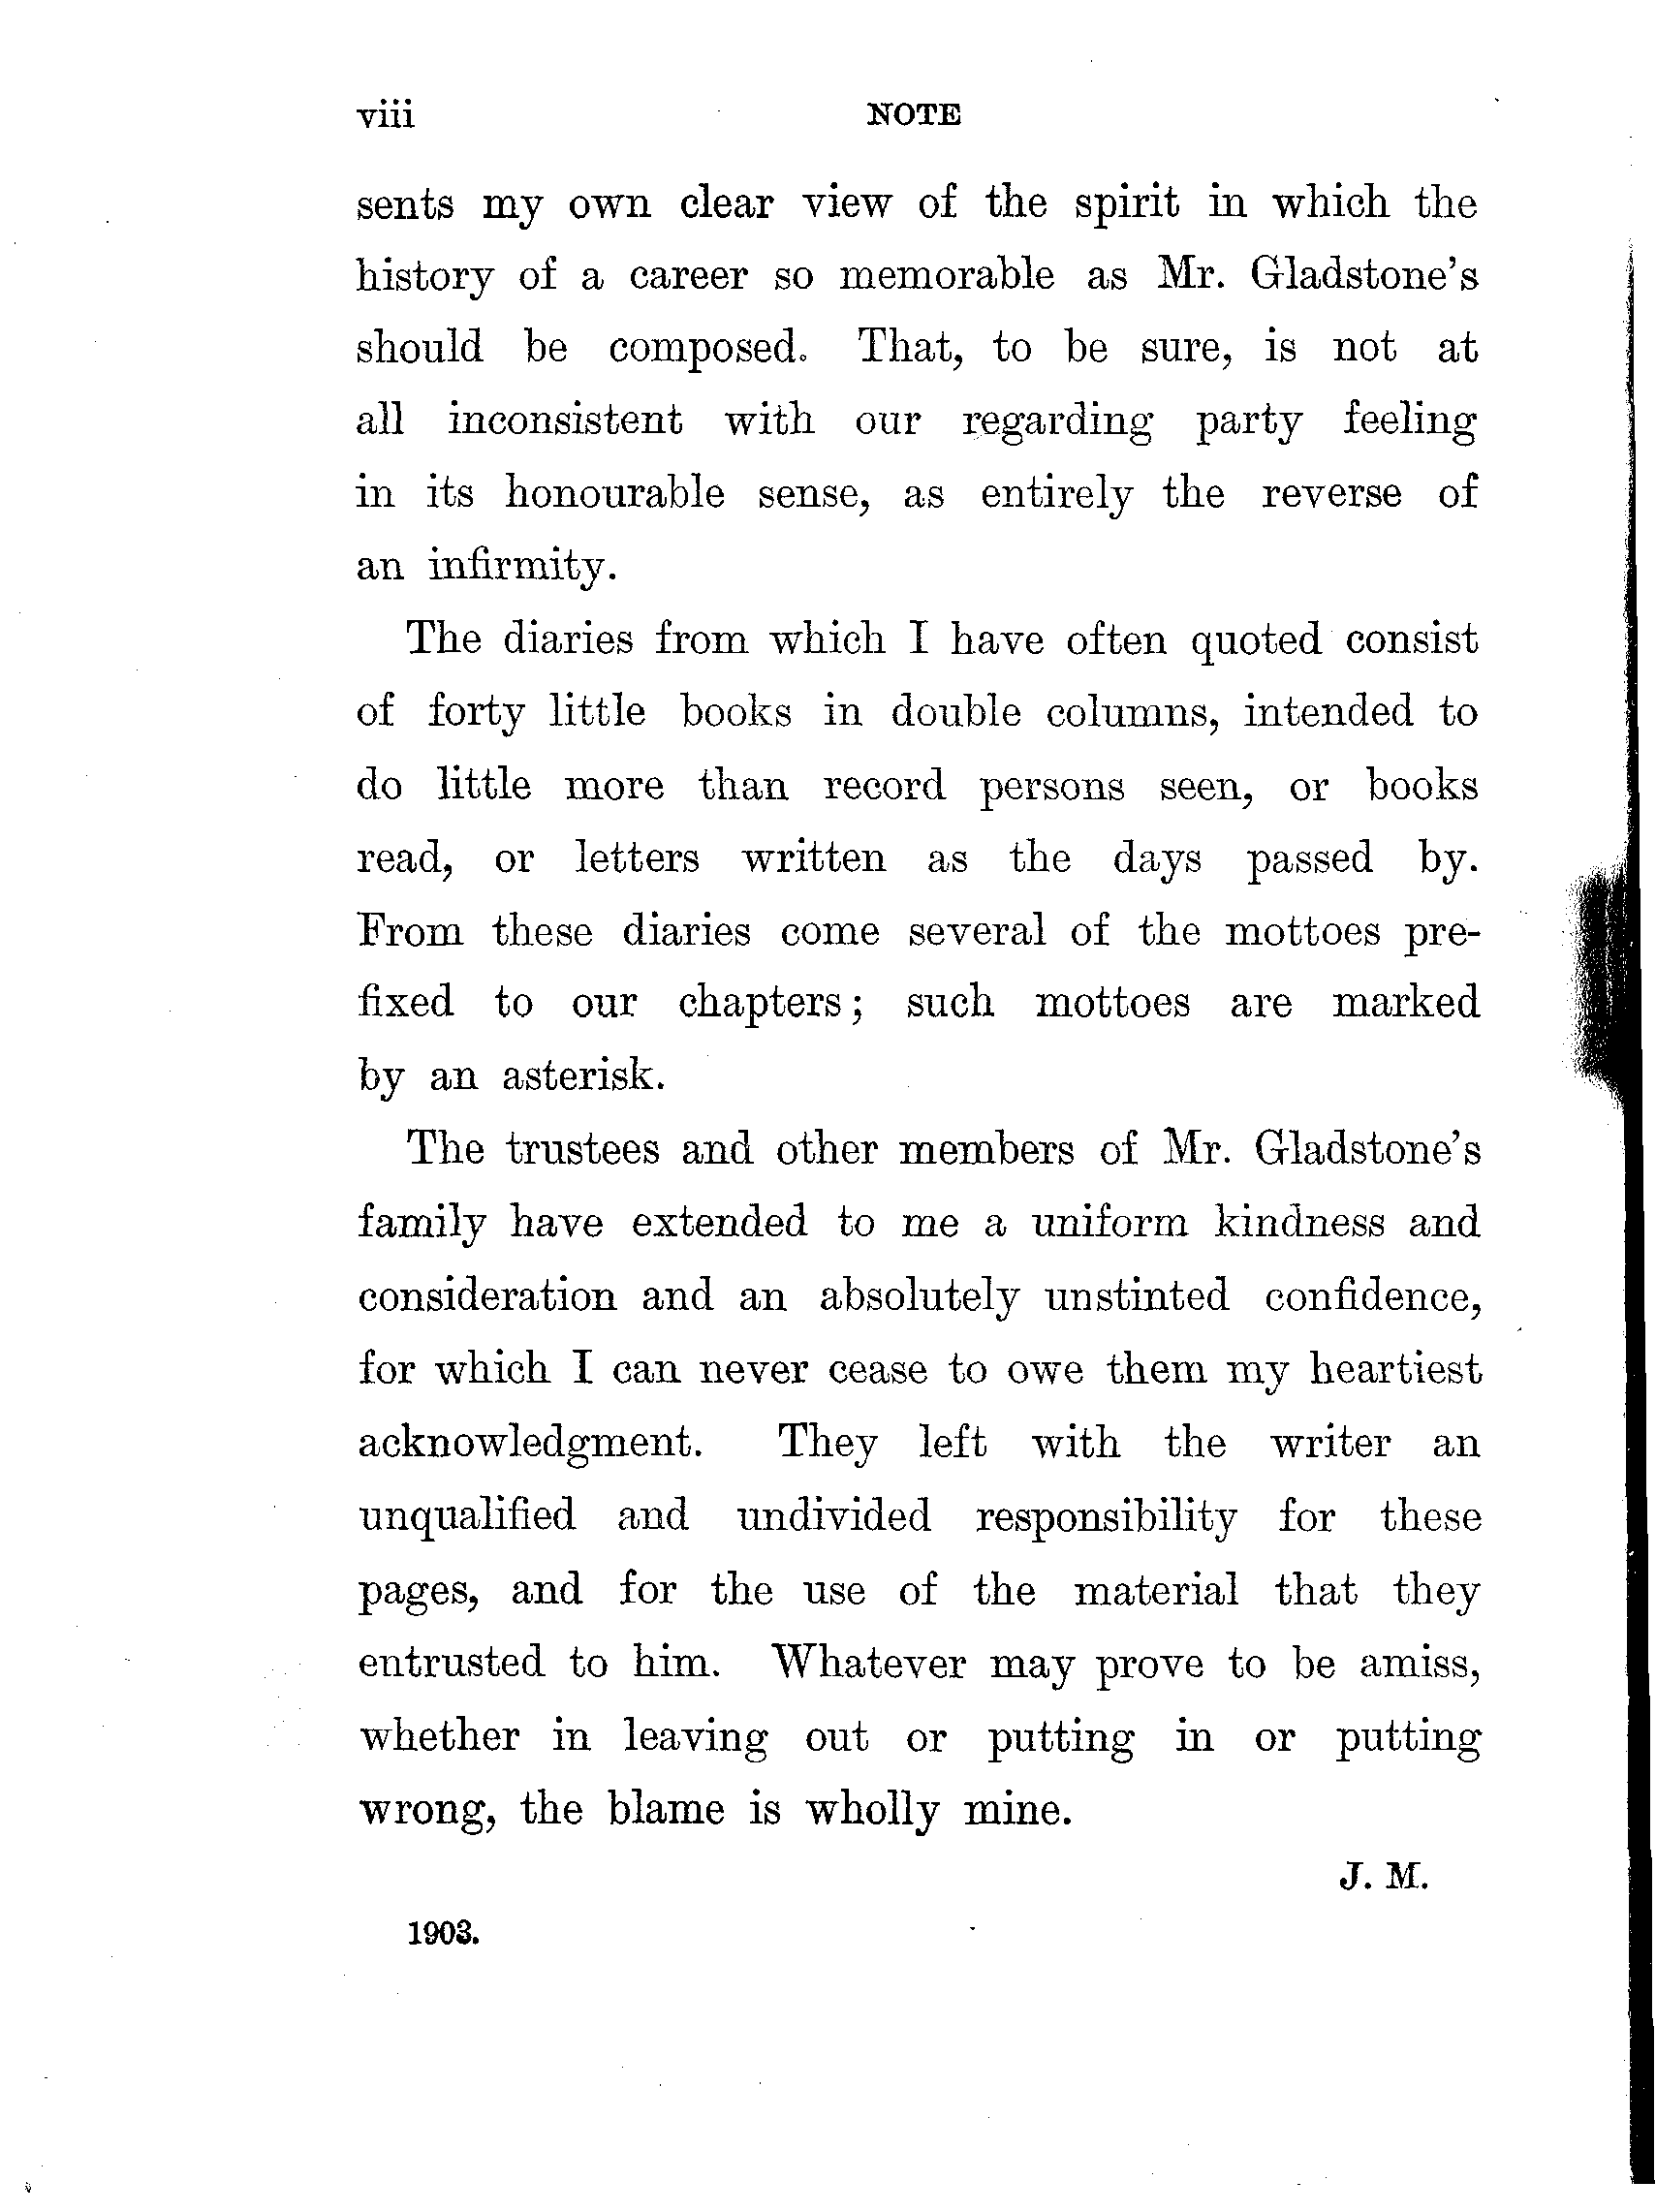 viii NOTE
sents my own clear view of the spirit in which the
history of a career so memorable as Mr. Gladstone's
should be composed. That, to be sure, is not at
all inconsistent with our regarding party feeling
in its honourable sense, as entirely the reverse of
an infirmity.
The diaries from which I have often quoted consist
of forty little books in double columns, intended to
do little more than record persons seen, or books
read, or letters written as the days passed by.
From these diaries come several of the mottoes pre-
fixed to our chapters; such mottoes are marked
by an asterisk.
The trustees and other members of Mr. Gladstone's
family have extended to me a uniform kindness and
consideration and an absolutely unstinted confidence,
for which I can never cease to owe them my heartiest
acknowledgment. They left with the writer an
unqualified and undivided responsibility for these
pages, and for the use of the material that they
entrusted to him. Whatever may prove to be amiss,
whether in leaving out or putting in or putting
wrong, the blame is wholly mine.
J. M.
1903.